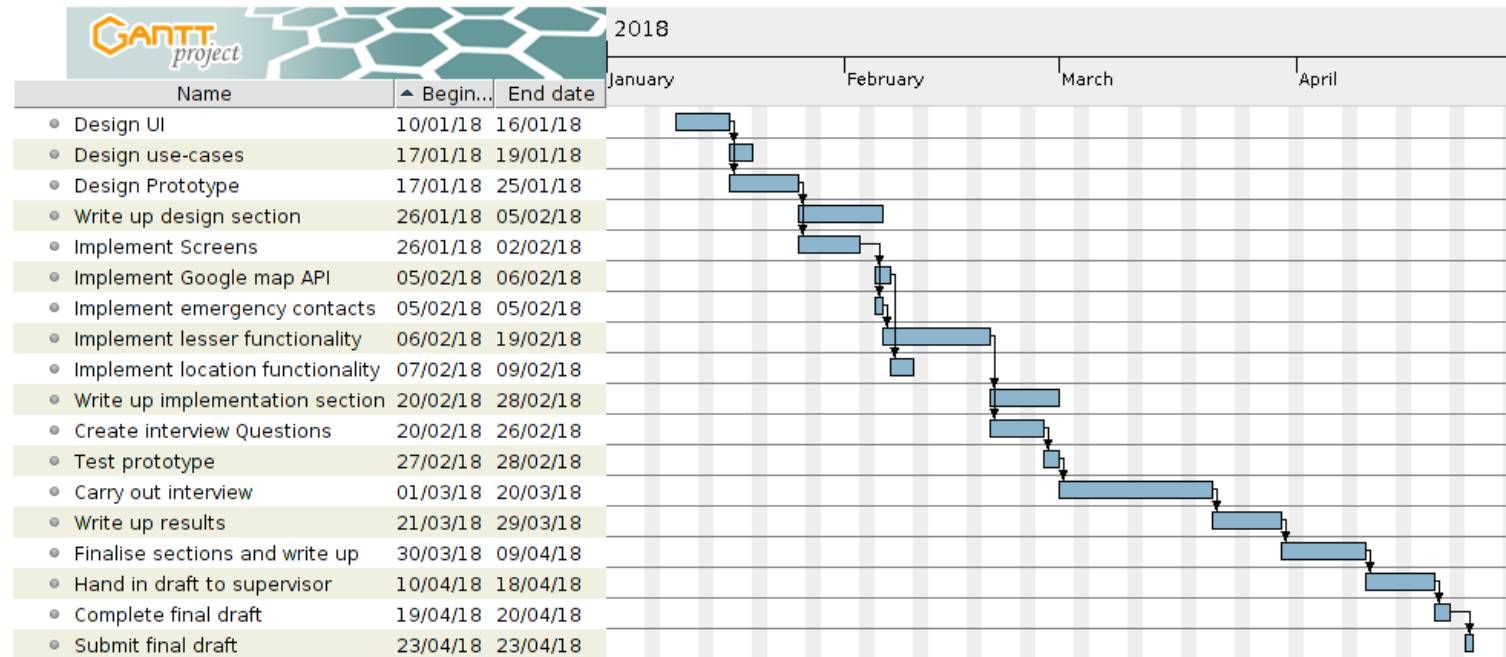 GANTT
project
2018
January February March April
Name Begin... End date
Design UI 10/01/18 16/01/18
Design use-cases 17/01/18 19/01/18
Design Prototype 17/01/18 25/01/18
Write up design section 26/01/18 05/02/18
Implement Screens 26/01/18 02/02/18
Implement Google map API 05/02/18 06/02/18
Implement emergency contacts 05/02/18 05/02/18
Implement lesser functionality 06/02/18 19/02/18
Implement location functionality 07/02/18 09/02/18
Write up implementation section 20/02/18 28/02/18
Create interview Questions 20/02/18 26/02/18
Test prototype 27/02/18 28/02/18
Carry out interview 01/03/18 20/03/18
Write up results 21/03/18 29/03/18
Finalise sections and write up 30/03/18 09/04/18
Hand in draft to supervisor 10/04/18 18/04/18
Complete final draft 19/04/18 20/04/18
Submit final draft 23/04/18 23/04/18